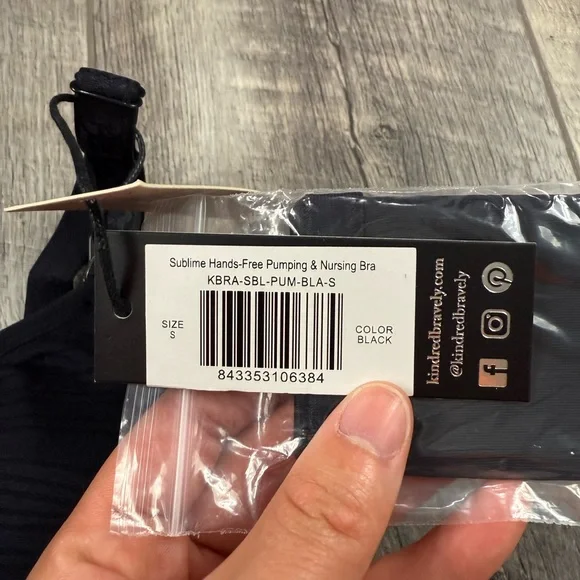 Sublime Hands-Free Pumping & Nursing Bra
KBRA-SBL-PUM-BLA-S
SIZE
S
COLOR
BLACK
843353106384
kindredbravely.com
@kindredbravely